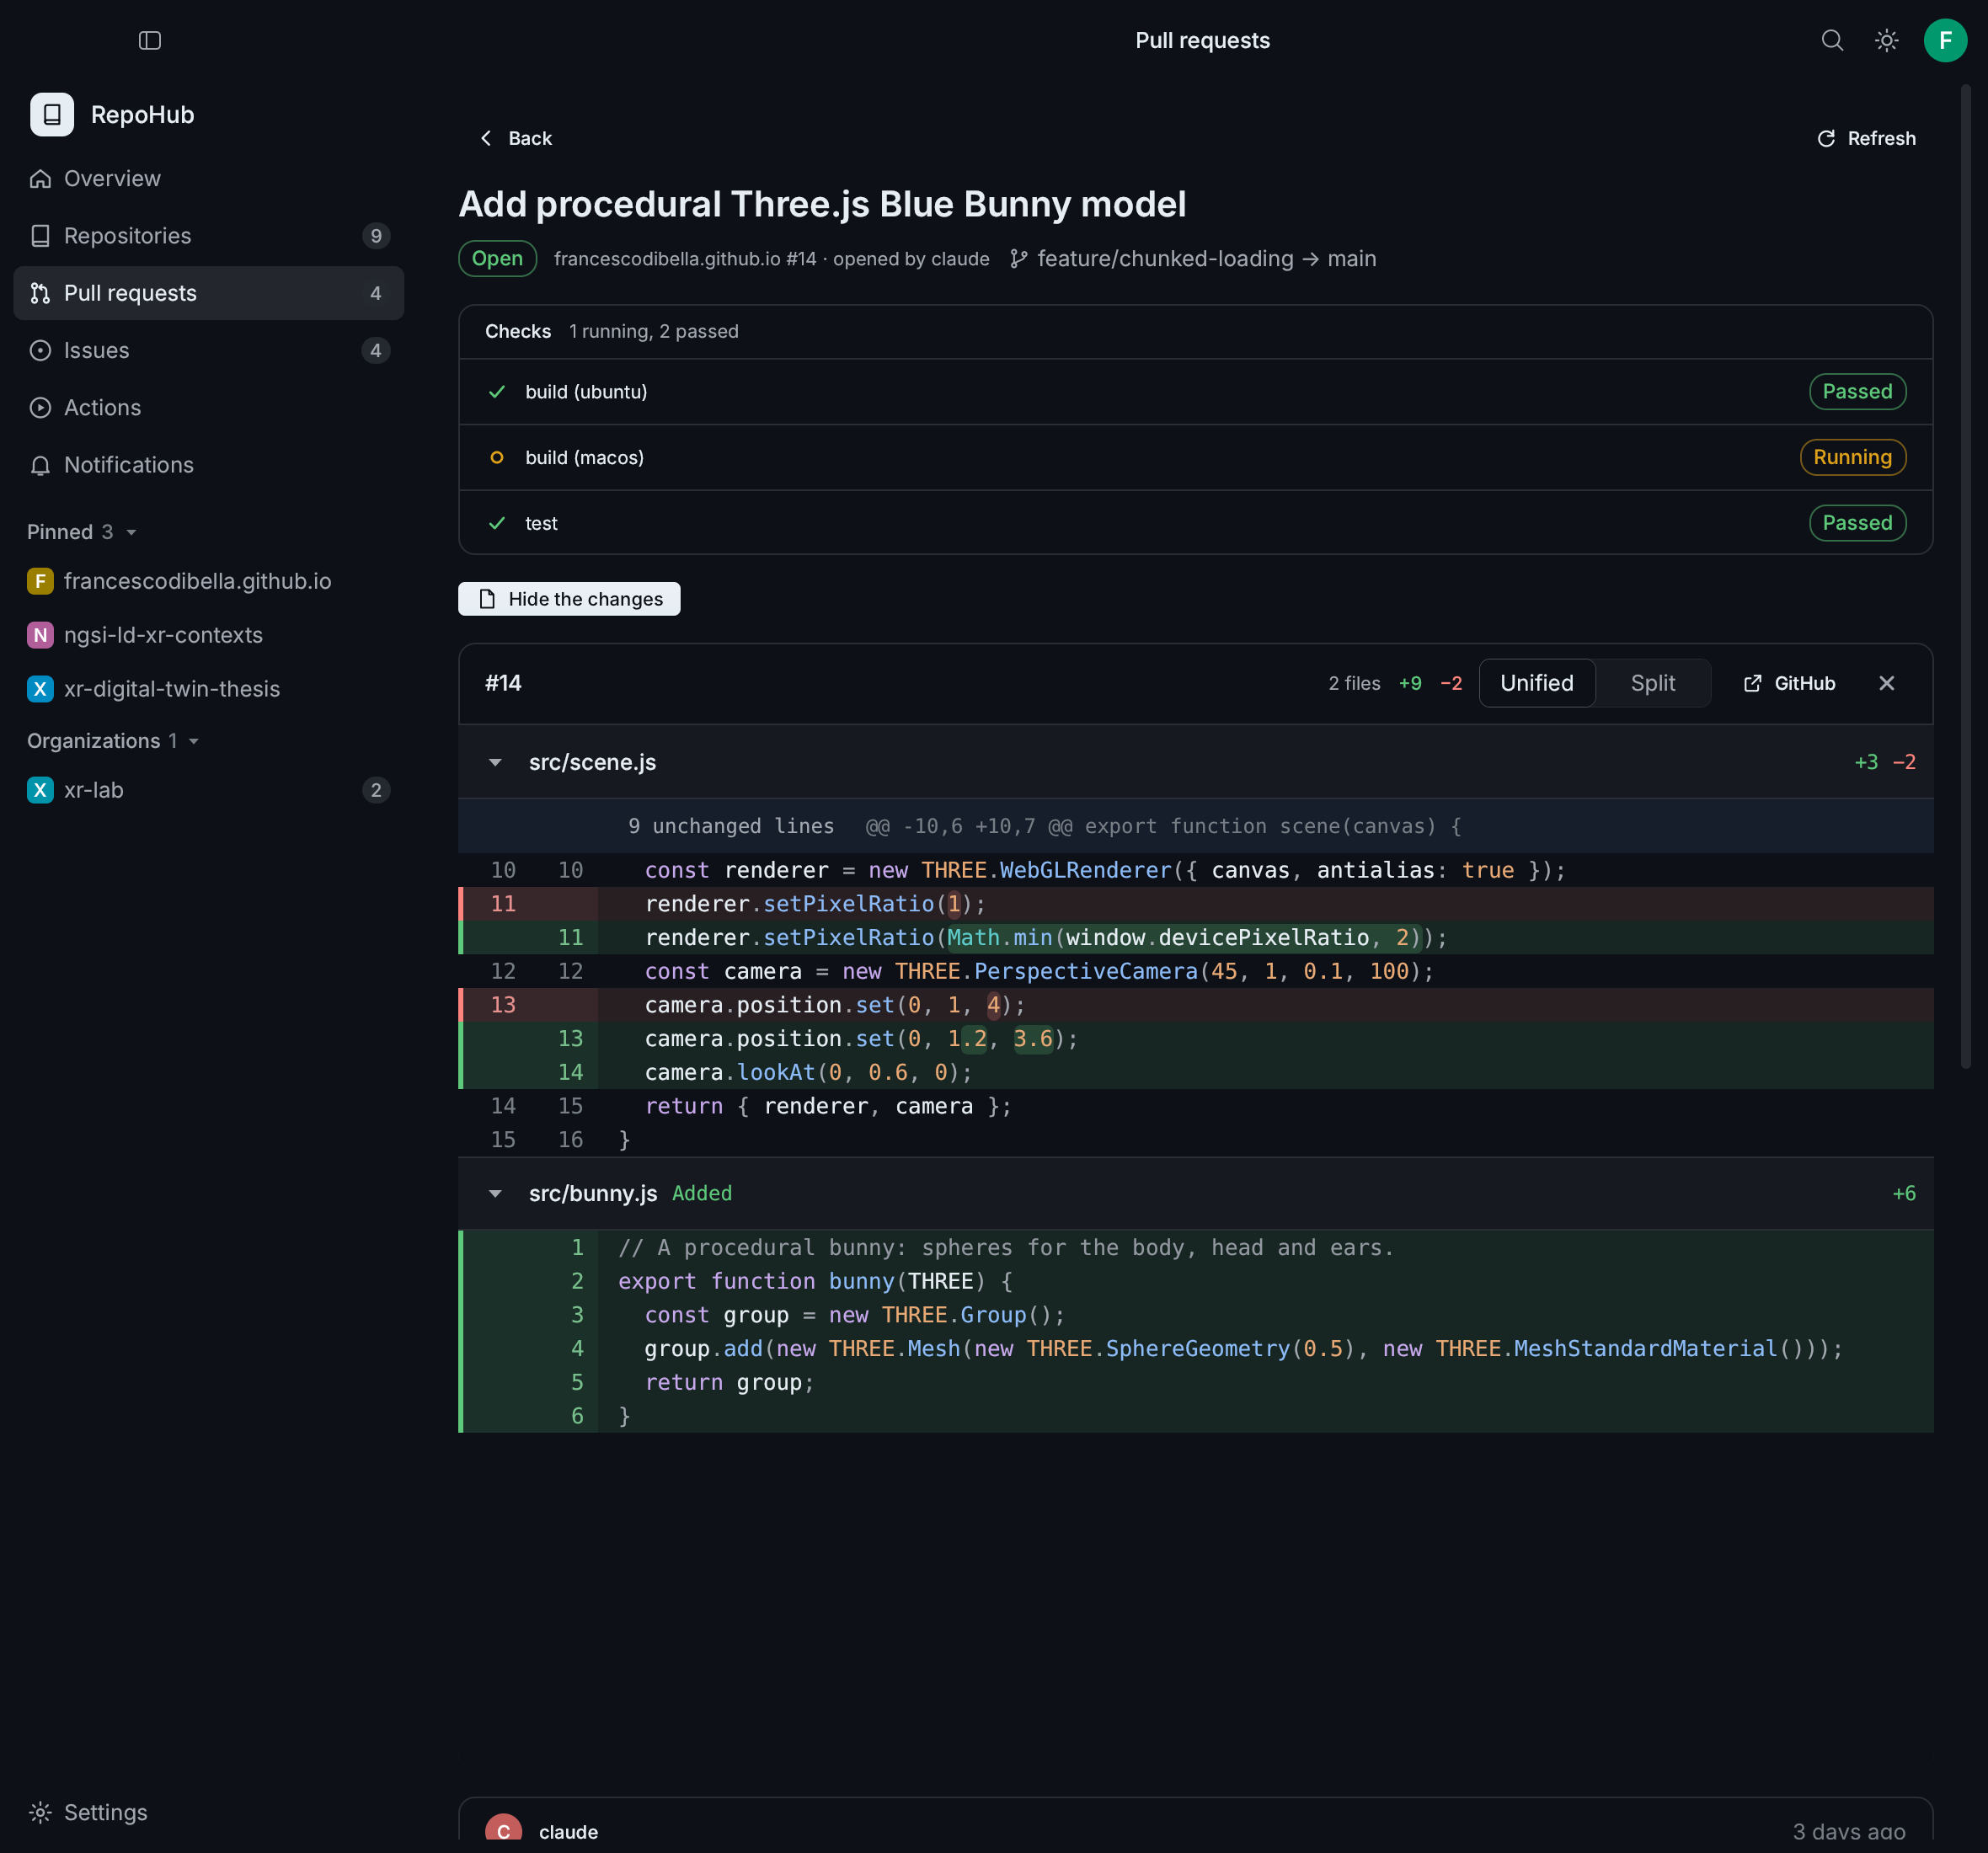 Pull requests
F
RepoHub
Overview
Repositories 9
Pull requests 4
Issues 4
Actions
Notifications
Pinned 3
F francescodibella.github.io
N ngsi-ld-xr-contexts
X xr-digital-twin-thesis
Organizations 1
X xr-lab 2
Settings
Back
Refresh
Add procedural Three.js Blue Bunny model
Open francescodibella.github.io #14 · opened by claude feature/chunked-loading → main
Checks 1 running, 2 passed
build (ubuntu) Passed
build (macos) Running
test Passed
Hide the changes
#14 2 files +9 −2 Unified Split GitHub
src/scene.js +3 −2
9 unchanged lines @@ -10,6 +10,7 @@ export function scene(canvas) {
10 10 const renderer = new THREE.WebGLRenderer({ canvas, antialias: true });
11 renderer.setPixelRatio(1);
11 renderer.setPixelRatio(Math.min(window.devicePixelRatio, 2));
12 12 const camera = new THREE.PerspectiveCamera(45, 1, 0.1, 100);
13 camera.position.set(0, 1, 4);
13 camera.position.set(0, 1.2, 3.6);
14 camera.lookAt(0, 0.6, 0);
14 15 return { renderer, camera };
15 16 }
src/bunny.js Added +6
1 // A procedural bunny: spheres for the body, head and ears.
2 export function bunny(THREE) {
3 const group = new THREE.Group();
4 group.add(new THREE.Mesh(new THREE.SphereGeometry(0.5), new THREE.MeshStandardMaterial()));
5 return group;
6 }
C claude 3 days ago